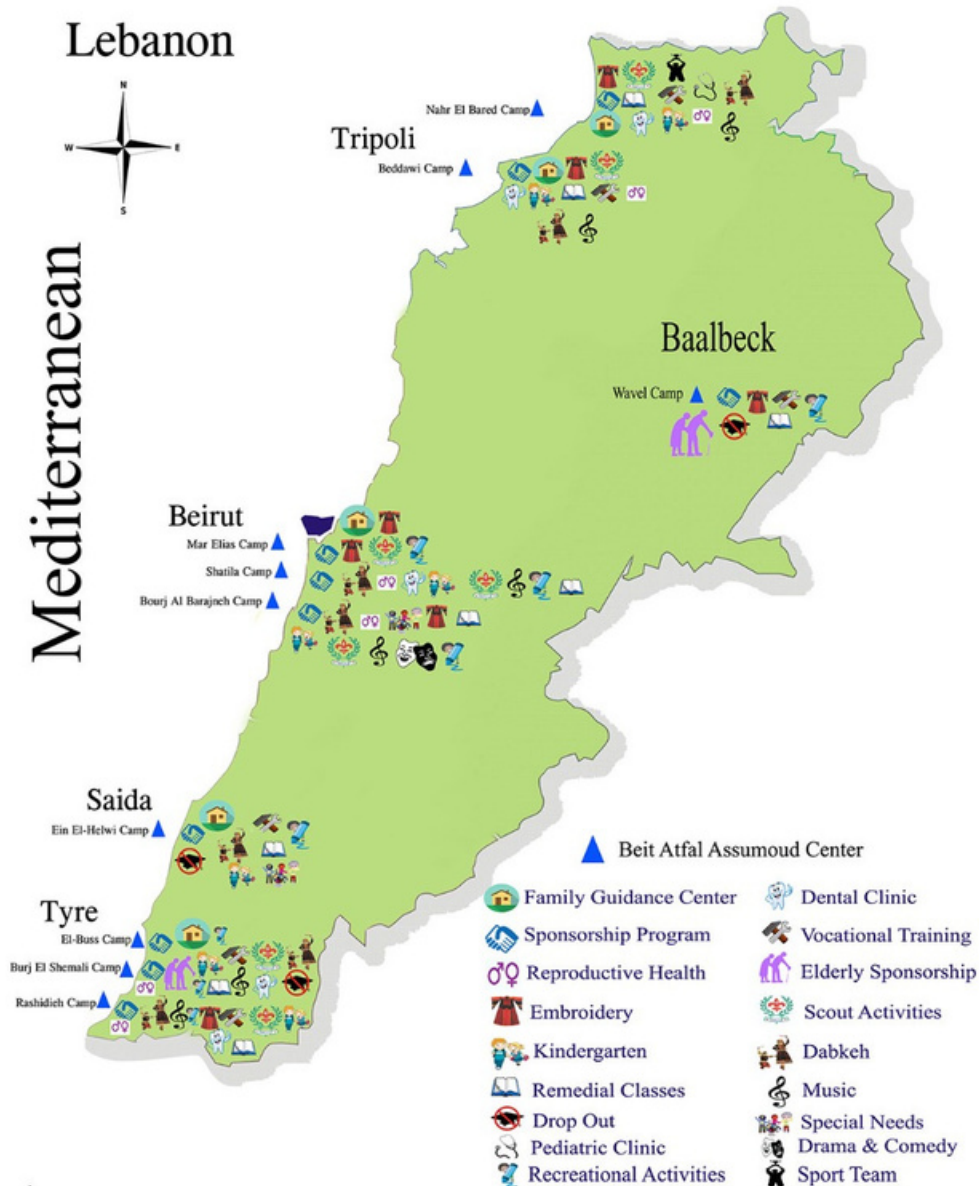 Lebanon
N
W E
S
Nahr El Bared Camp
Tripoli
Beddawi Camp
Mediterranean
Baalbeck
Wavel Camp
Beirut
Mar Elias Camp
Shatila Camp
Bourj Al Barajneh Camp
Saida
Ein El-Helwi Camp
Tyre
El-Buss Camp
Burj El Shemali Camp
Rashidieh Camp
Beit Atfal Assumoud Center
Family Guidance Center
Sponsorship Program
Reproductive Health
Embroidery
Kindergarten
Remedial Classes
Drop Out
Pediatric Clinic
Recreational Activities
Dental Clinic
Vocational Training
Elderly Sponsorship
Scout Activities
Dabkeh
Music
Special Needs
Drama & Comedy
Sport Team